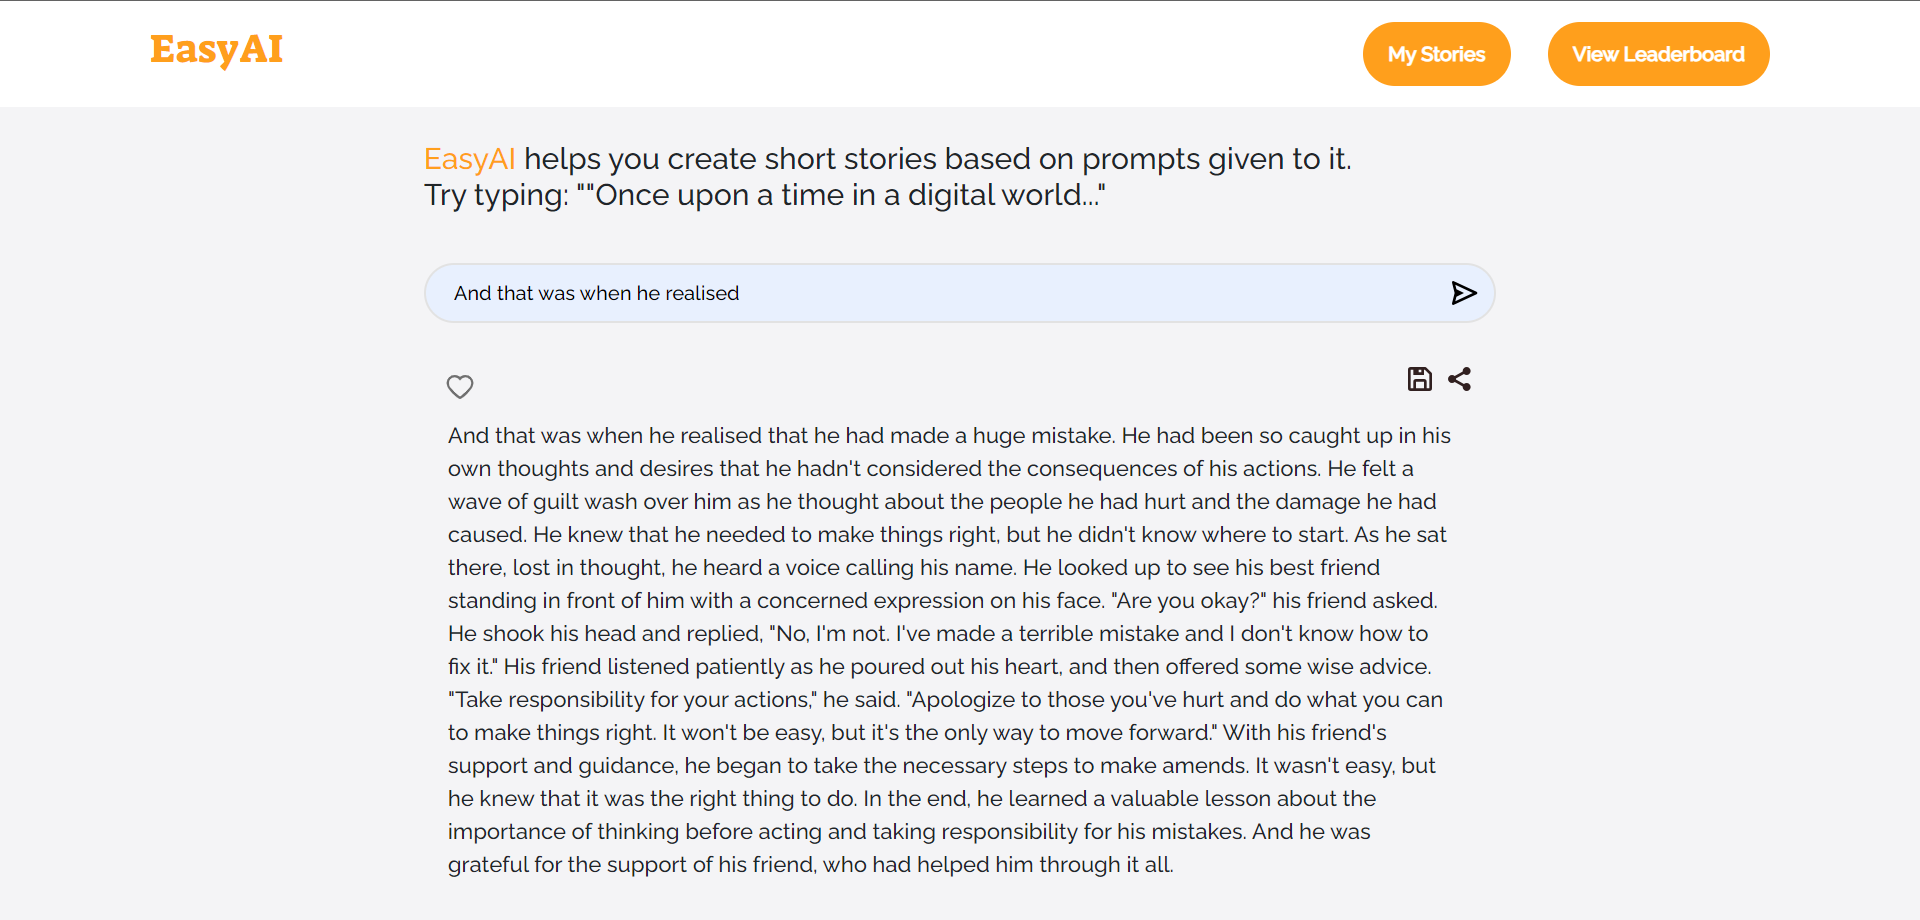 EasyAI
My Stories
View Leaderboard
EasyAI helps you create short stories based on prompts given to it.
Try typing: ""Once upon a time in a digital world..."
And that was when he realised
And that was when he realised that he had made a huge mistake. He had been so caught up in his
own thoughts and desires that he hadn't considered the consequences of his actions. He felt a
wave of guilt wash over him as he thought about the people he had hurt and the damage he had
caused. He knew that he needed to make things right, but he didn't know where to start. As he sat
there, lost in thought, he heard a voice calling his name. He looked up to see his best friend
standing in front of him with a concerned expression on his face. "Are you okay?" his friend asked.
He shook his head and replied, "No, I'm not. I've made a terrible mistake and I don't know how to
fix it." His friend listened patiently as he poured out his heart, and then offered some wise advice.
"Take responsibility for your actions," he said. "Apologize to those you've hurt and do what you can
to make things right. It won't be easy, but it's the only way to move forward." With his friend's
support and guidance, he began to take the necessary steps to make amends. It wasn't easy, but
he knew that it was the right thing to do. In the end, he learned a valuable lesson about the
importance of thinking before acting and taking responsibility for his mistakes. And he was
grateful for the support of his friend, who had helped him through it all.